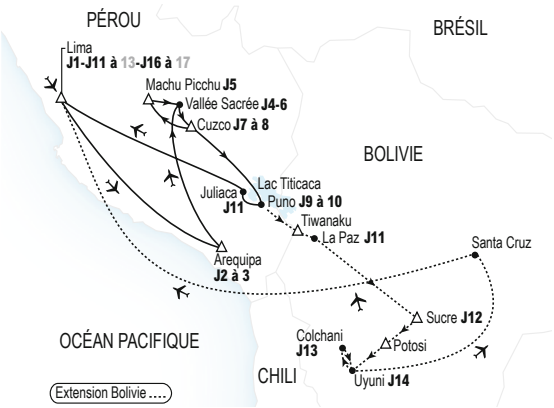 PÉROU
BRÉSIL
Lima
J1-J11 à 13-J16 à 17
Machu Picchu J5
Vallée Sacrée J4-6
Cuzco J7 à 8
BOLIVIE
Lac Titicaca
Juliaca
J11
Puno J9 à 10
Tiwanaku
La Paz J11
Santa Cruz
Arequipa
J2 à 3
Sucre J12
OCÉAN PACIFIQUE
Colchani
J13
Potosi
CHILI
Uyuni J14
Extension Bolivie ....